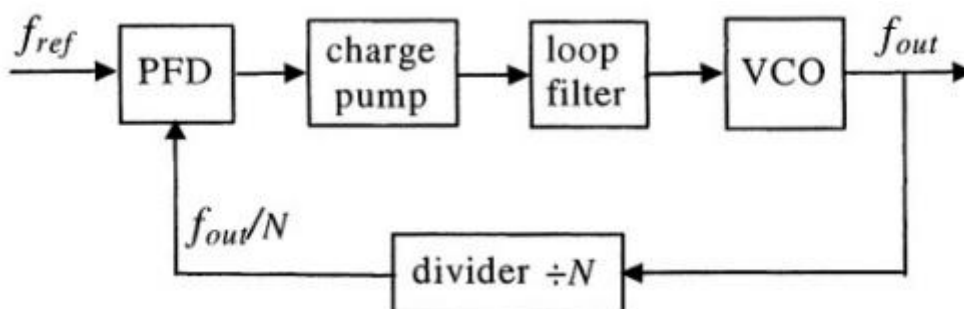 f_ref
PFD
charge
pump
loop
filter
VCO
f_out
f_out/N
divider ÷N